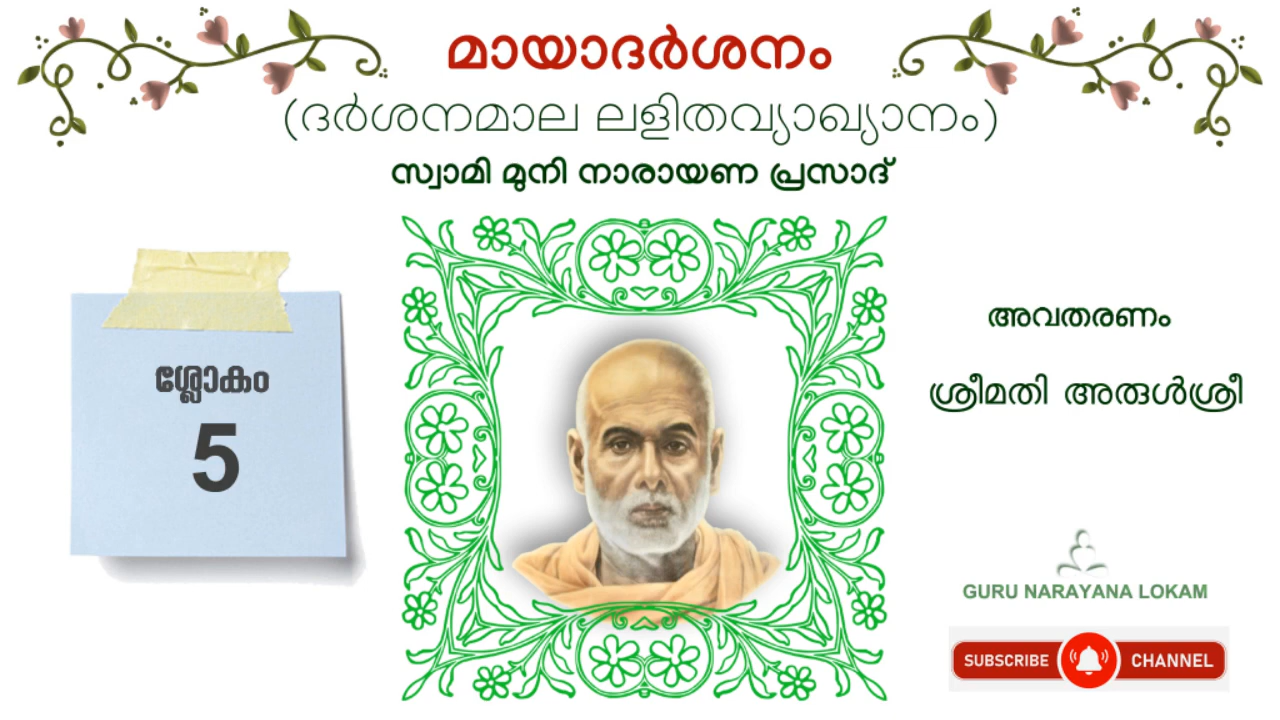 മായാദർശനം
(ദർശനമാല ലളിതവ്യാഖ്യാനം)
സ്വാമി മുനി നാരായണ പ്രസാദ്
ശ്ലോകം
5
അവതരണം
ശ്രീമതി അരുൾശ്രീ
GURU NARAYANA LOKAM
SUBSCRIBE CHANNEL